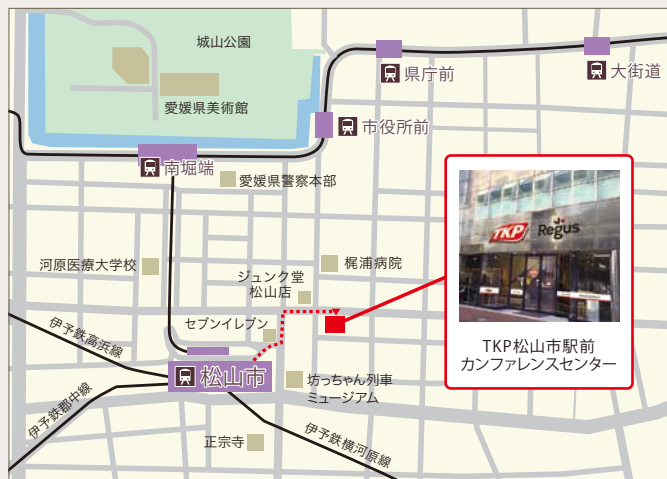 城山公園
愛媛県美術館
県庁前
大街道
市役所前
南堀端
愛媛県警察本部
TKP
Regus
河原医療大学校
梶浦病院
ジュンク堂
松山店
セブンイレブン
TKP松山市駅前
カンファレンスセンター
伊予鉄高浜線
松山市
坊っちゃん列車
ミュージアム
伊予鉄郡中線
正宗寺
伊予鉄横河原線